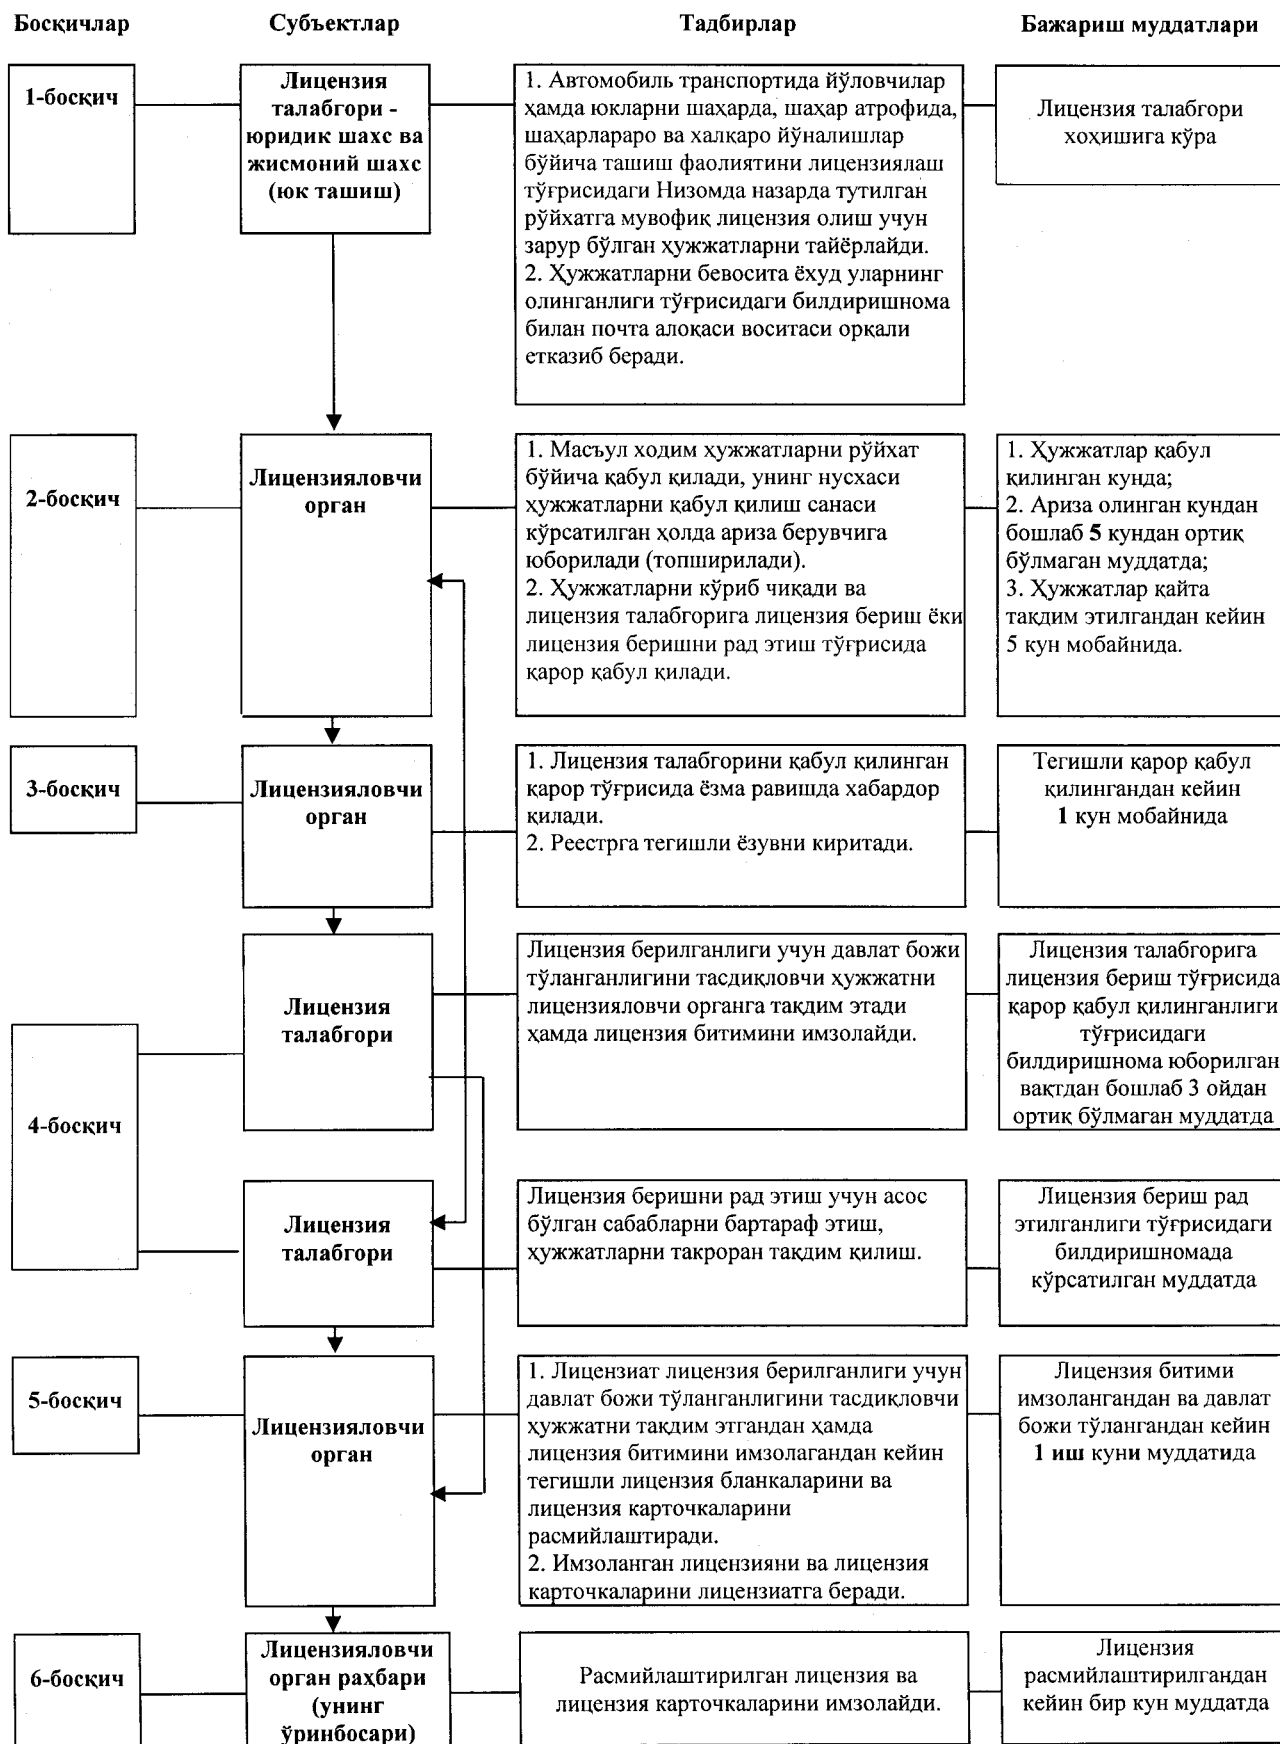 Босқичлар
Субъектлар
Тадбирлар
Бажариш муддатлари
1-босқич
Лицензия
талабгори -
юридик шахс ва
жисмоний шахс
(юк ташиш)
1. Автомобиль транспортида йўловчилар
ҳамда юкларни шаҳарда, шаҳар атрофида,
шаҳарлараро ва халқаро йўналишлар
бўйича ташиш фаолиятини лицензиялаш
тўғрисидаги Низомда назарда тутилган
рўйхатга мувофиқ лицензия олиш учун
зарур бўлган ҳужжатларни тайёрлайди.
2. Ҳужжатларни бевосита ёхуд уларнинг
олинганлиги тўғрисидаги билдиришнома
билан почта алоқаси воситаси орқали
етказиб беради.
Лицензия талабгори
хоҳишига кўра
2-босқич
Лицензияловчи
орган
1. Масъул ходим ҳужжатларни рўйхат
бўйича қабул қилади, унинг нусхаси
ҳужжатларни қабул қилиш санаси
кўрсатилган ҳолда ариза берувчига
юборилади (топширилади).
2. Ҳужжатларни кўриб чиқади ва
лицензия талабгорига лицензия бериш ёки
лицензия беришни рад этиш тўғрисида
қарор қабул қилади.
1. Ҳужжатлар қабул
қилинган кунда;
2. Ариза олинган кундан
бошлаб 5 кундан ортиқ
бўлмаган муддатда;
3. Ҳужжатлар қайта
тақдим этилгандан кейин
5 кун мобайнида.
3-босқич
Лицензияловчи
орган
1. Лицензия талабгорини қабул қилинган
қарор тўғрисида ёзма равишда хабардор
қилади.
2. Реестрга тегишли ёзувни киритади.
Тегишли қарор қабул
қилингандан кейин
1 кун мобайнида
4-босқич
Лицензия
талабгори
Лицензия берилганлиги учун давлат божи
тўланганлигини тасдиқловчи ҳужжатни
лицензияловчи органга тақдим этади
ҳамда лицензия битимини имзолайди.
Лицензия талабгорига
лицензия бериш тўғрисида
қарор қабул қилинганлиги
тўғрисидаги
билдиришнома юборилган
вақтдан бошлаб 3 ойдан
ортиқ бўлмаган муддатда
Лицензия
талабгори
Лицензия беришни рад этиш учун асос
бўлган сабабларни бартараф этиш,
ҳужжатларни такроран тақдим қилиш.
Лицензия бериш рад
этилганлиги тўғрисидаги
билдиришномада
кўрсатилган муддатда
5-босқич
Лицензияловчи
орган
1. Лицензиат лицензия берилганлиги учун
давлат божи тўланганлигини тасдиқловчи
ҳужжатни тақдим этгандан ҳамда
лицензия битимини имзолагандан кейин
тегишли лицензия бланкаларини ва
лицензия карточкаларини
расмийлаштиради.
2. Имзоланган лицензияни ва лицензия
карточкаларини лицензиатга беради.
Лицензия битими
имзолангандан ва давлат
божи тўлангандан кейин
1 иш куни муддатида
6-босқич
Лицензияловчи
орган раҳбари
(унинг
ўринбосари)
Расмийлаштирилган лицензия ва
лицензия карточкаларини имзолайди.
Лицензия
расмийлаштирилгандан
кейин бир кун муддатда